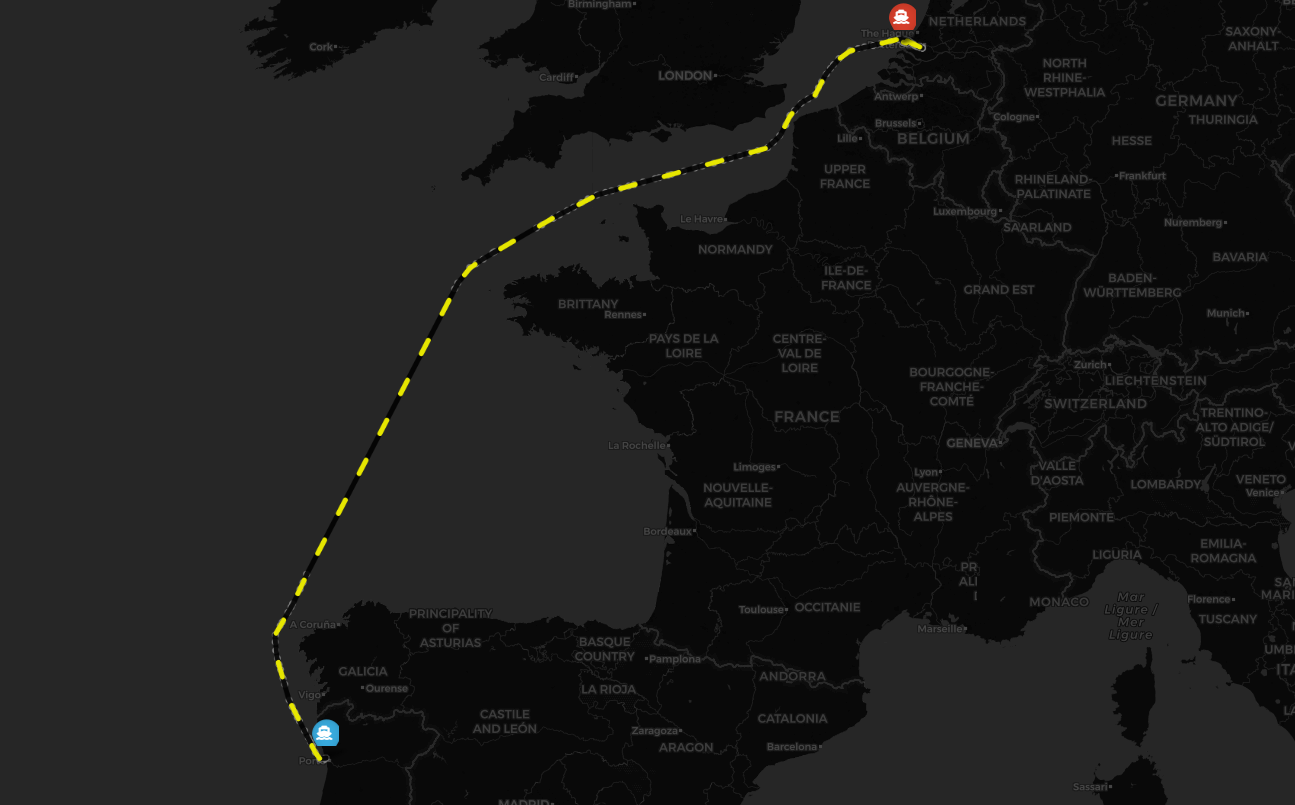 Birmingham
NETHERLANDS
The Hague
SAXONY-
ANHALT
Cork
NORTH
RHINE-
WESTPHALIA
Cardiff
LONDON
Antwerp
GERMANY
Brussels
Cologne
THURINGIA
Lille
BELGIUM
HESSE
UPPER
FRANCE
RHINELAND-
PALATINATE
Frankfurt
Luxembourg
Le Havre
SAARLAND
Nuremberg
NORMANDY
BAVARIA
ILE-DE-
FRANCE
BADEN-
WÜRTTEMBERG
GRAND EST
BRITTANY
Rennes
Munich
PAYS DE LA
LOIRE
CENTRE-
VAL DE
LOIRE
Zurich
BOURGOGNE-
FRANCHE-
COMTÉ
LIECHTENSTEIN
SWITZERLAND
FRANCE
TRENTINO-
ALTO ADIGE/
SÜDTIROL
La Rochelle
GENEVA
Limoges
Lyon
VALLE
D'AOSTA
NOUVELLE-
AQUITAINE
AUVERGNE-
RHÔNE-
ALPES
LOMBARDY
VENETO
Venice
PIEMONTE
Bordeaux
EMILIA-
ROMAGNA
LIGURIA
PR
ALI
MONACO
Mar
Ligure /
Mer
Ligure
Florence
TUSCANY
Toulouse
OCCITANIE
Marseille
A Coruña
PRINCIPALITY
OF
ASTURIAS
BASQUE
COUNTRY
Pamplona
GALICIA
Ourense
Vigo
ANDORRA
LA RIOJA
CASTILE
AND LEÓN
CATALONIA
Zaragoza
ARAGON
Barcelona
Sassari
MADRID